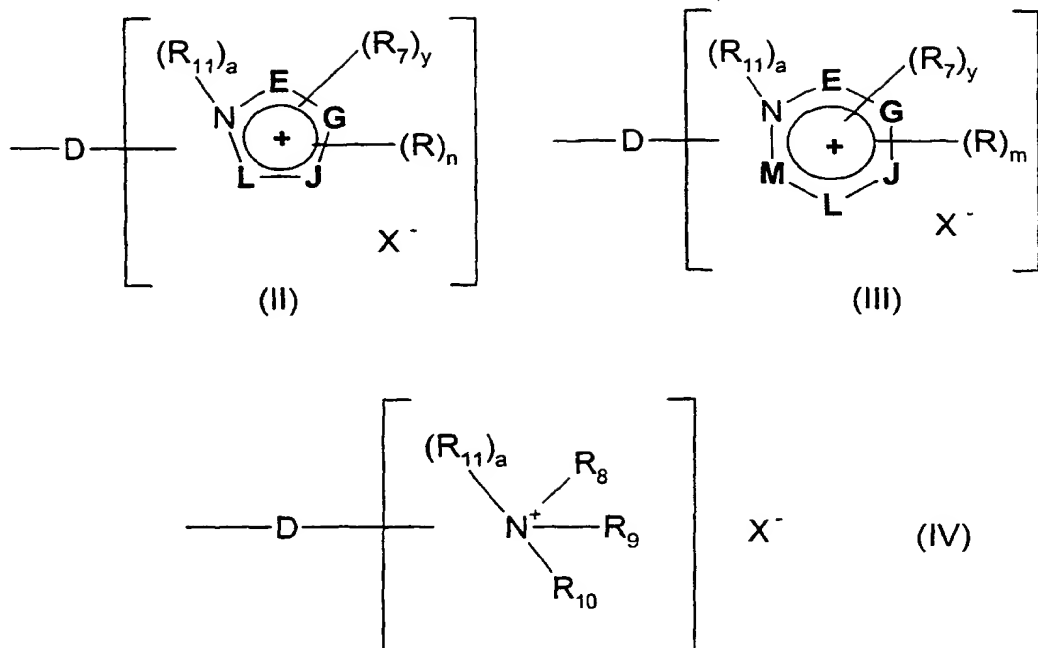 (R₁₁)ₐ E (R₇)y
N G
D + (R)ₙ
L J
X⁻
(II)
(R₁₁)ₐ E (R₇)y
N G
D + (R)ₘ
M J
L X⁻
(III)
(R₁₁)ₐ R₈
D N⁺ R₉ X⁻ (IV)
R₁₀